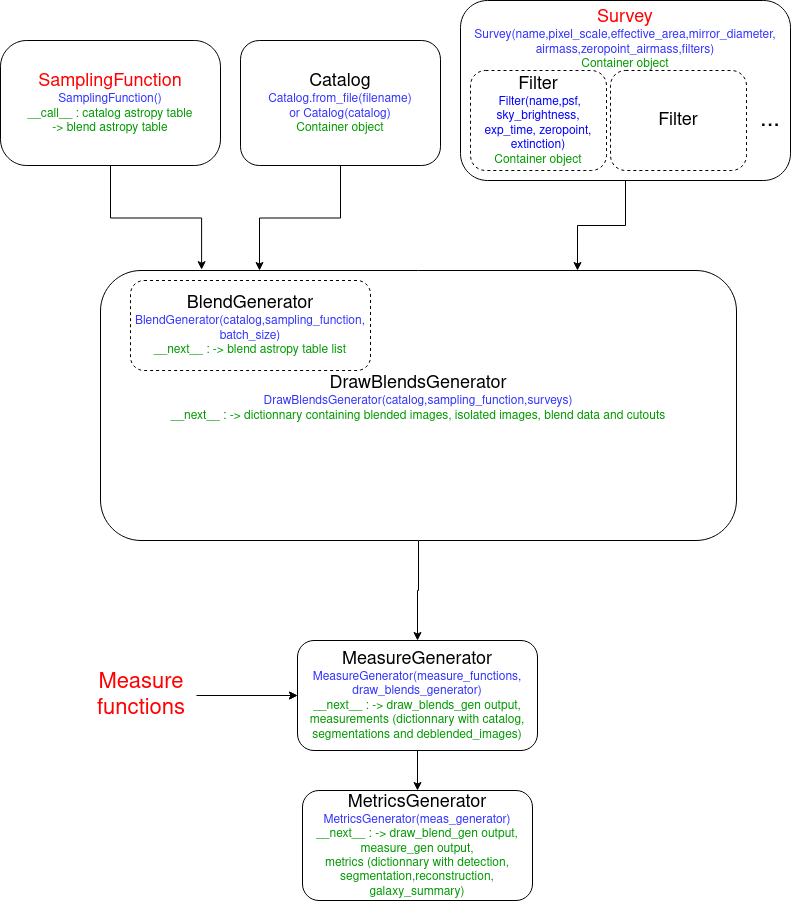 SamplingFunction
SamplingFunction()
__call__ : catalog astropy table
-> blend astropy table
Catalog
Catalog.from_file(filename)
or Catalog(catalog)
Container object
Survey
Survey(name,pixel_scale,effective_area,mirror_diameter,
airmass,zeropoint_airmass,filters)
Container object
Filter
Filter(name,psf,
sky_brightness,
exp_time, zeropoint,
extinction)
Container object
Filter
...
BlendGenerator
BlendGenerator(catalog,sampling_function,
batch_size)
__next__ : -> blend astropy table list
DrawBlendsGenerator
DrawBlendsGenerator(catalog,sampling_function,surveys)
__next__ : -> dictionnary containing blended images, isolated images, blend data and cutouts
Measure
functions
MeasureGenerator
MeasureGenerator(measure_functions,
draw_blends_generator)
__next__ : -> draw_blends_gen output,
measurements (dictionnary with catalog,
segmentations and deblended_images)
MetricsGenerator
MetricsGenerator(meas_generator)
__next__ : -> draw_blend_gen output,
measure_gen output,
metrics (dictionnary with detection,
segmentation,reconstruction,
galaxy_summary)